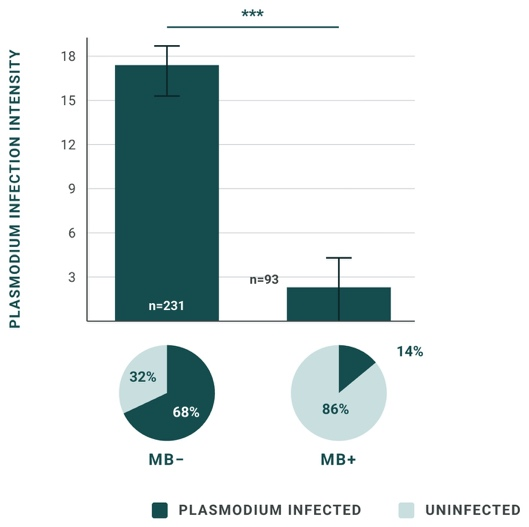 ***
PLASMODIUM INFECTION INTENSITY
18
15
12
9
6
3
n=231
n=93
32%
68%
14%
86%
MB−
MB+
PLASMODIUM INFECTED
UNINFECTED